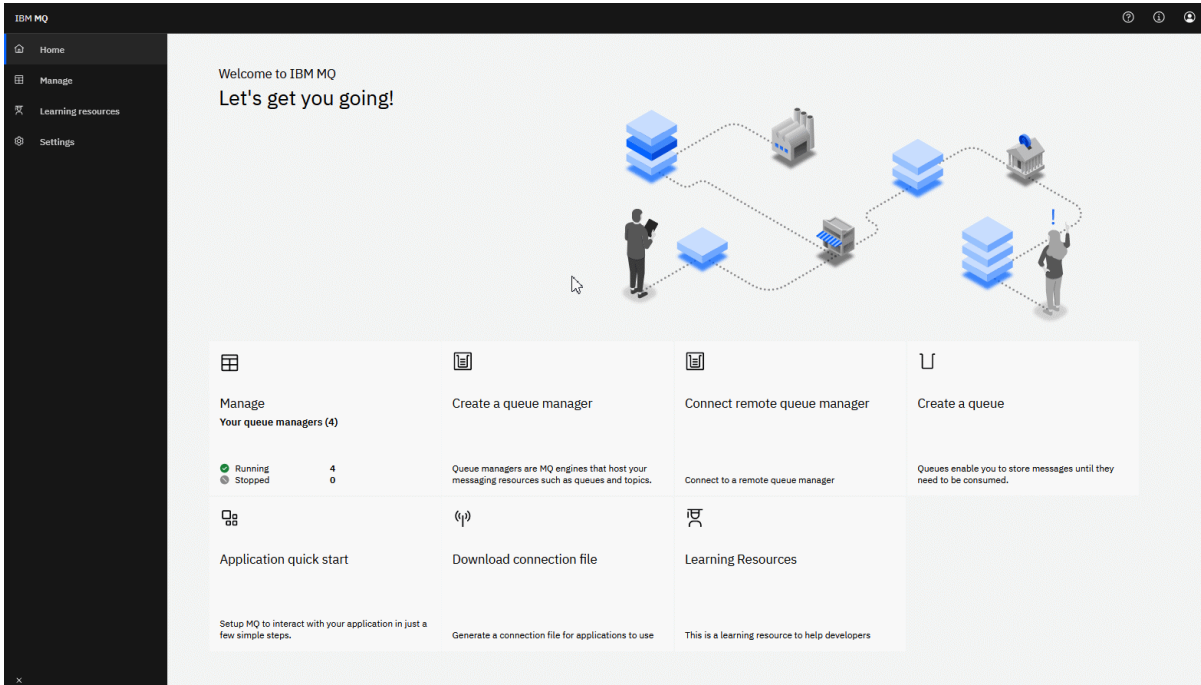 IBM MQ
Home
Manage
Learning resources
Settings
Welcome to IBM MQ
Let's get you going!
!
Manage
Your queue managers (4)
Running 4
Stopped 0
Create a queue manager
Queue managers are MQ engines that host your
messaging resources such as queues and topics.
Connect remote queue manager
Connect to a remote queue manager
Create a queue
Queues enable you to store messages until they
need to be consumed.
Application quick start
Setup MQ to interact with your application in just a
few simple steps.
Download connection file
Generate a connection file for applications to use
Learning Resources
This is a learning resource to help developers